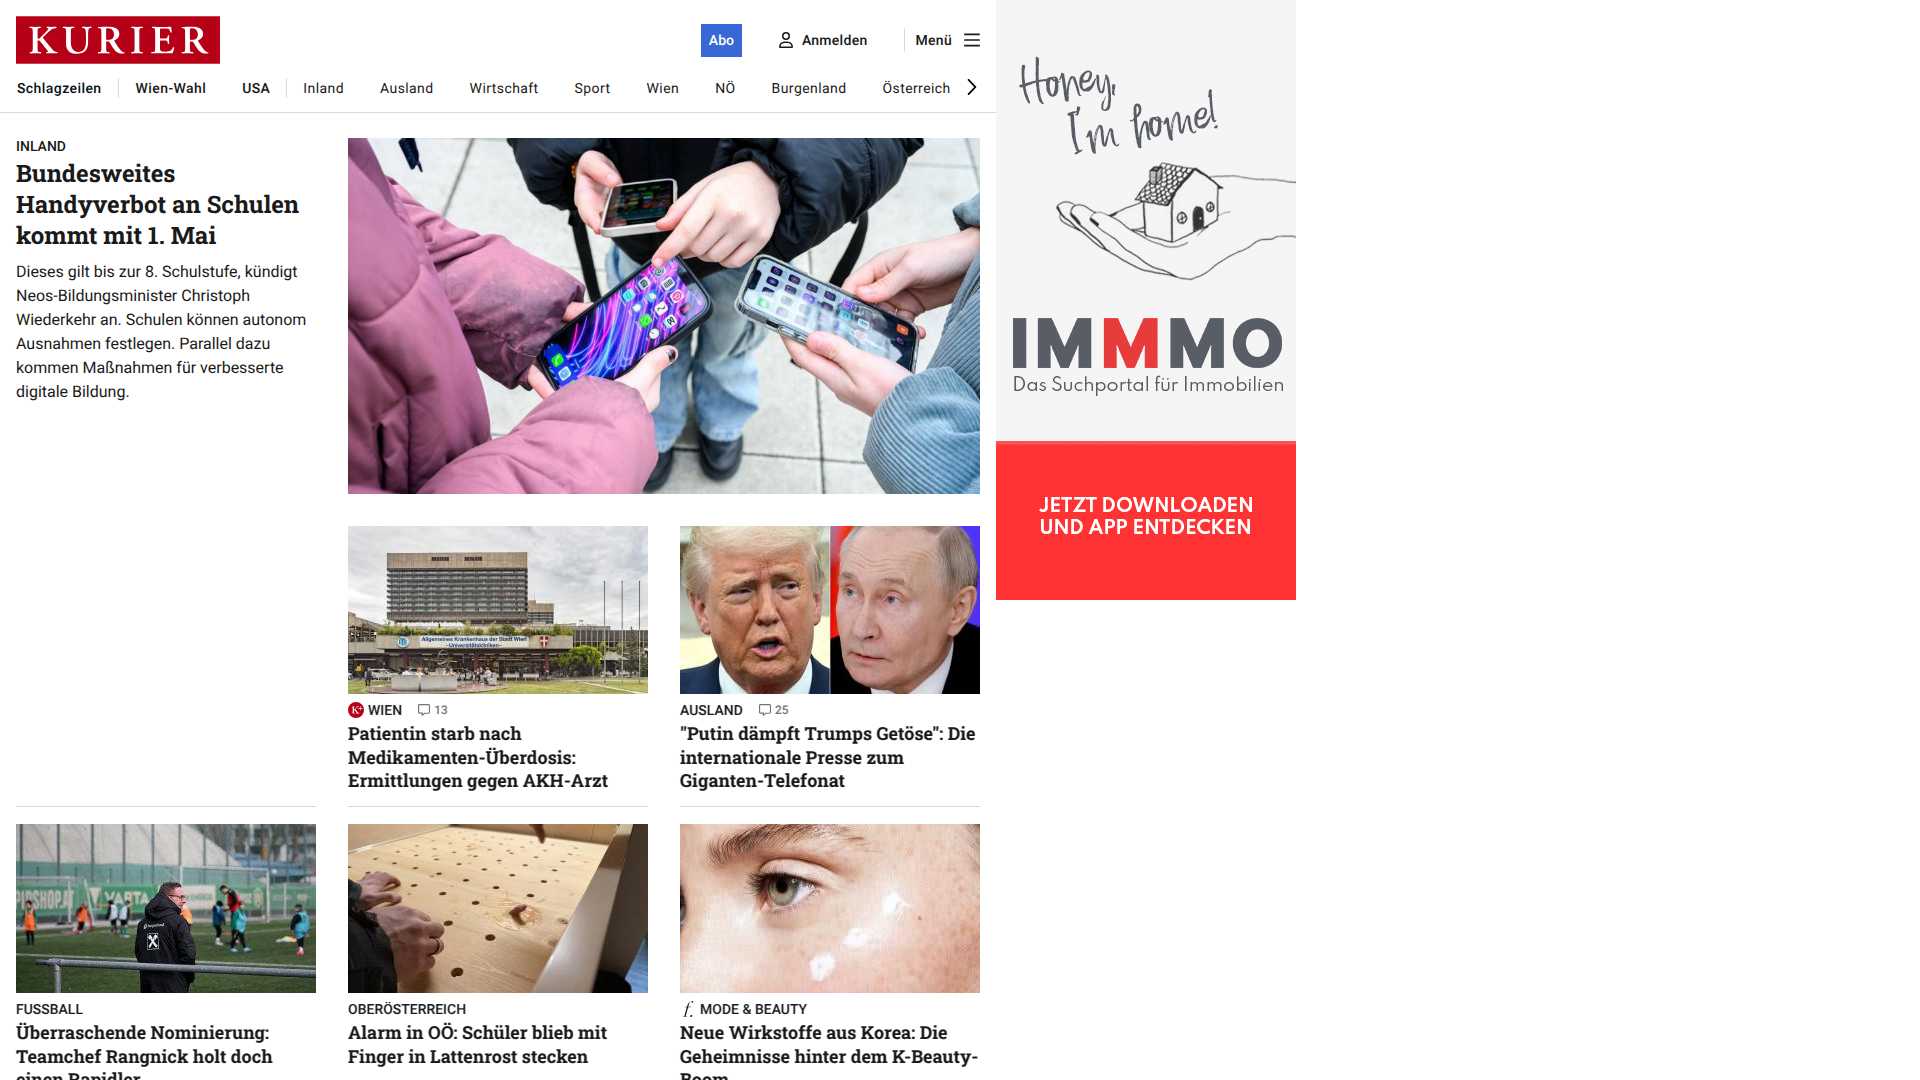 KURIER
Abo
Anmelden
Menü
Schlagzeilen
Wien-Wahl
USA
Inland
Ausland
Wirtschaft
Sport
Wien
NÖ
Burgenland
Österreich
INLAND
Bundesweites
Handyverbot an Schulen
kommt mit 1. Mai
Dieses gilt bis zur 8. Schulstufe, kündigt
Neos-Bildungsminister Christoph
Wiederkehr an. Schulen können autonom
Ausnahmen festlegen. Parallel dazu
kommen Maßnahmen für verbesserte
digitale Bildung.
Honey,
I'm home!
IMMMO
Das Suchportal für Immobilien
JETZT DOWNLOADEN
UND APP ENTDECKEN
Allgemeines Krankenhaus der Stadt Wien
-Universitätskliniken-
K+ WIEN 13
Patientin starb nach
Medikamenten-Überdosis:
Ermittlungen gegen AKH-Arzt
AUSLAND 25
"Putin dämpft Trumps Getöse": Die
internationale Presse zum
Giganten-Telefonat
VARTA
FUSSBALL
Überraschende Nominierung:
Teamchef Rangnick holt doch
einen Rapidler
OBERÖSTERREICH
Alarm in OÖ: Schüler blieb mit
Finger in Lattenrost stecken
f. MODE & BEAUTY
Neue Wirkstoffe aus Korea: Die
Geheimnisse hinter dem K-Beauty-
Boom